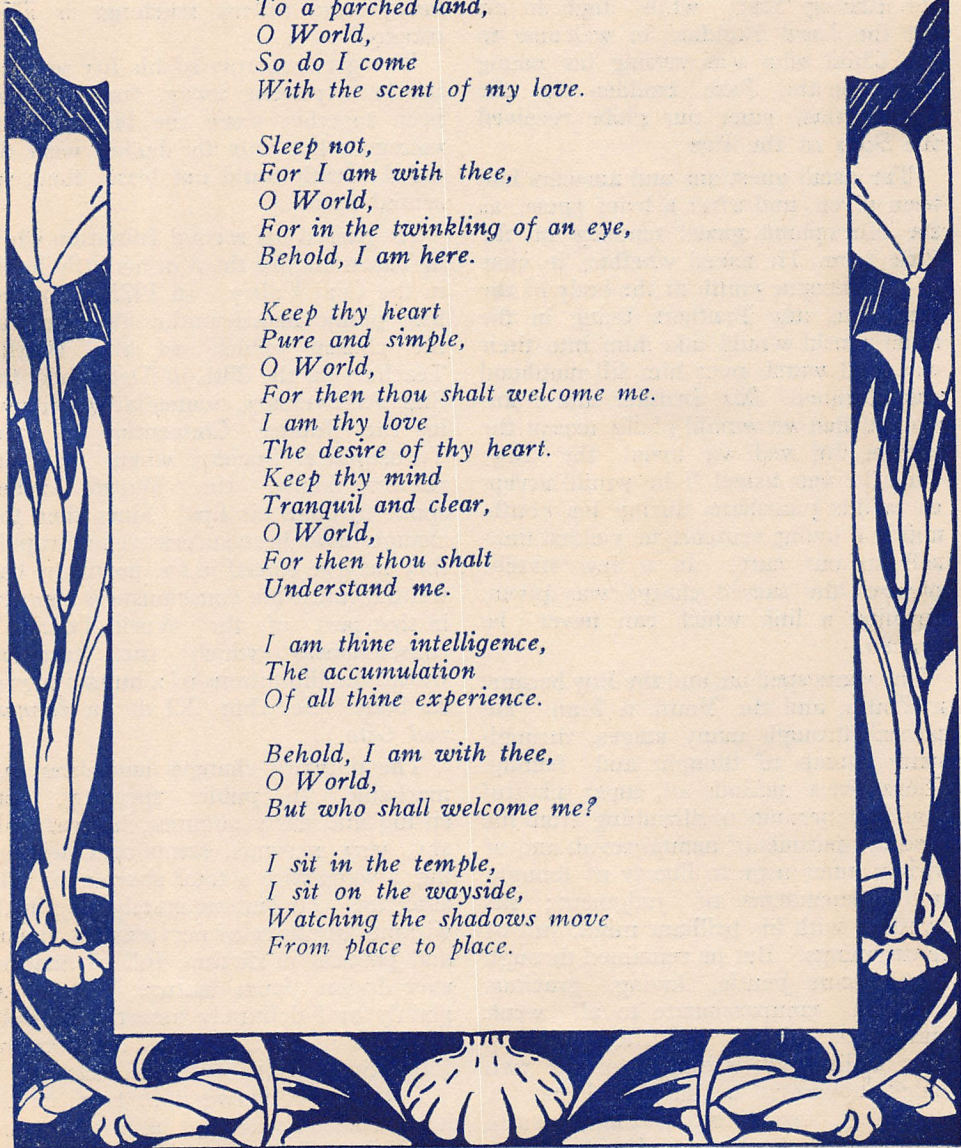 To a parched land,
O World,
So do I come
With the scent of my love.

Sleep not,
For I am with thee,
O World,
For in the twinkling of an eye,
Behold, I am here.

Keep thy heart
Pure and simple,
O World,
For then thou shalt welcome me.
I am thy love
The desire of thy heart.
Keep thy mind
Tranquil and clear,
O World,
For then thou shalt
Understand me.

I am thine intelligence,
The accumulation
Of all thine experience.

Behold, I am with thee,
O World,
But who shall welcome me?

I sit in the temple,
I sit on the wayside,
Watching the shadows move
From place to place.